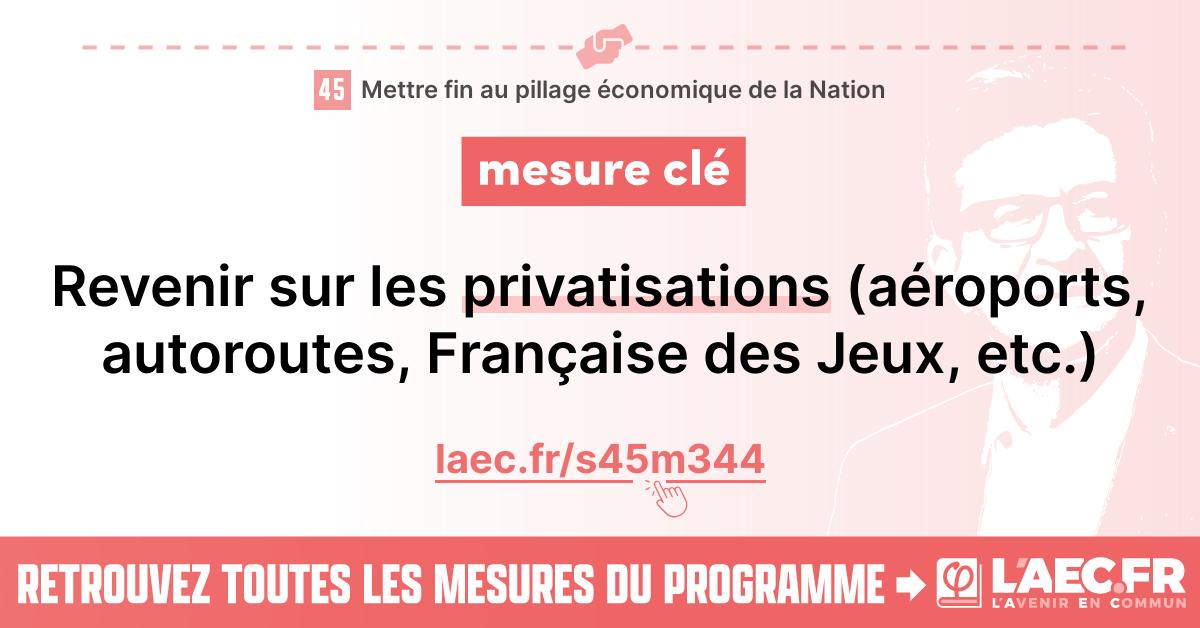 45 Mettre fin au pillage économique de la Nation
mesure clé
Revenir sur les privatisations (aéroports,
autoroutes, Française des Jeux, etc.)
laec.fr/s45m344
RETROUVEZ TOUTES LES MESURES DU PROGRAMME
L'AEC.FR
L'AVENIR EN COMMUN